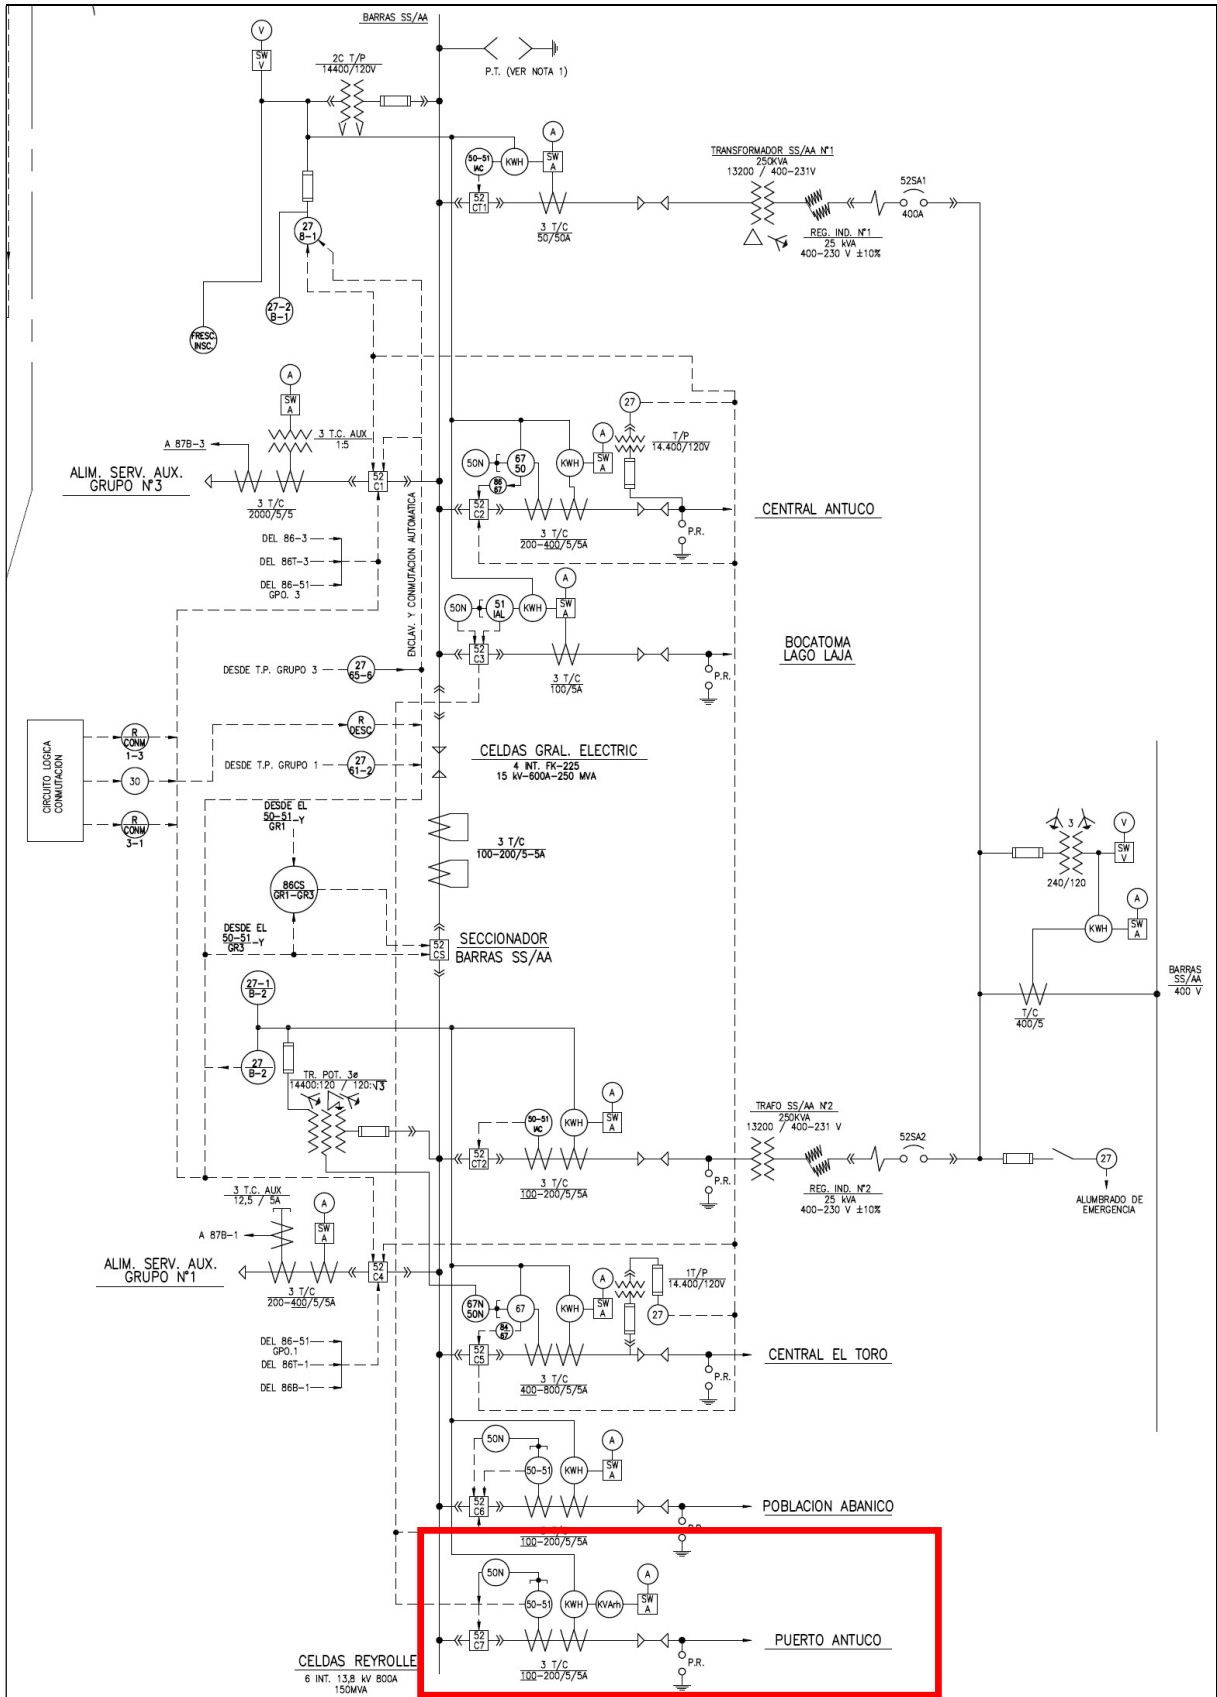 BARRAS SS/AA
V
SW
V
2C T/P
14400/120V
P.T. (VER NOTA 1)
A
50-51
IAC
KWH
SW
A
52
CT1
3 T/C
50/50A
TRANSFORMADOR SS/AA N°1
250KVA
13200 / 400-231V
REG. IND. N°1
25 kVA
400-230 V ±10%
52SA1
400A
27
B-1
27-2
B-1
FRESC.
INSC.
A
SW
A
3 T.C. AUX
1:5
A 87B-3
ALIM. SERV. AUX.
GRUPO N°3
3 T/C
2000/5/5
52
C1
DEL 86-3
DEL 86T-3
DEL 86-51
GPO. 3
ENCLAV. Y CONMUTACION AUTOMATICA
50N
67
50
86
67
KWH
A
SW
A
27
T/P
14.400/120V
52
C2
3 T/C
200-400/5/5A
P.R.
CENTRAL ANTUCO
50N
51
IAL
KWH
A
SW
A
52
C3
3 T/C
100/5A
P.R.
BOCATOMA
LAGO LAJA
DESDE T.P. GRUPO 3
27
65-6
CIRCUITO LOGICA
CONMUTACION
R
CONM
1-3
30
R
CONM
3-1
R
DESC
DESDE T.P. GRUPO 1
27
61-2
CELDAS GRAL. ELECTRIC
4 INT. FK-225
15 kV-600A-250 MVA
3 T/C
100-200/5-5A
DESDE EL
50-51-Y
GR1
86CS
GR1-GR3
DESDE EL
50-51-Y
GR3
52
CS
SECCIONADOR
BARRAS SS/AA
3
240/120
V
SW
V
KWH
A
SW
A
T/C
400/5
BARRAS
SS/AA
400 V
27-1
B-2
27
B-2
TR. POT. 3ø
14400:120 / 120:√3
50-51
IAC
KWH
A
SW
A
52
CT2
3 T/C
100-200/5/5A
P.R.
TRAFO SS/AA N°2
250KVA
13200 / 400-231 V
REG. IND. N°2
25 kVA
400-230 V ±10%
52SA2
27
ALUMBRADO DE
EMERGENCIA
3 T.C. AUX
12,5 / 5A
A
SW
A
A 87B-1
ALIM. SERV. AUX.
GRUPO N°1
3 T/C
200-400/5/5A
52
C4
DEL 86-51
GPO.1
DEL 86T-1
DEL 86B-1
67N
50N
67
KWH
A
SW
A
1T/P
14.400/120V
27
52
C5
3 T/C
400-800/5/5A
P.R.
CENTRAL EL TORO
50N
50-51
KWH
A
SW
A
52
C6
100-200/5/5A
P.R.
POBLACION ABANICO
50N
50-51
KWH
KVArh
A
SW
A
52
C7
3 T/C
100-200/5/5A
P.R.
PUERTO ANTUCO
CELDAS REYROLLE
6 INT. 13,8 kV 800A
150MVA